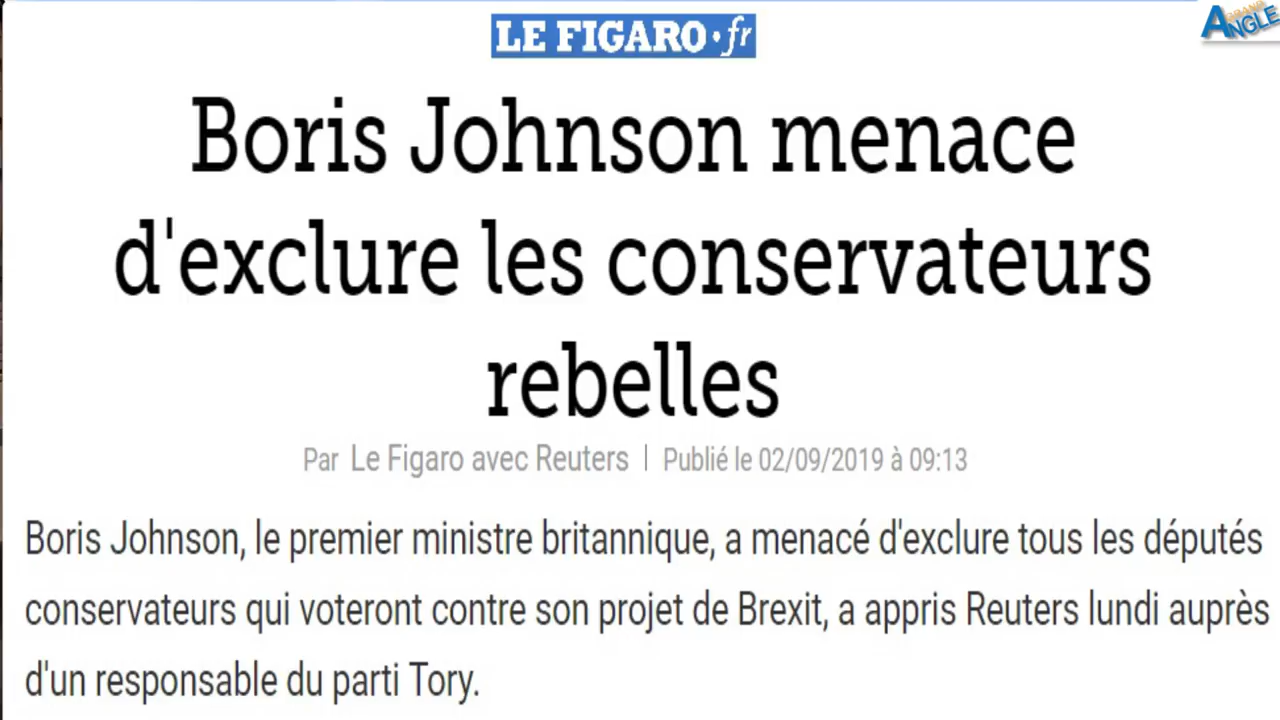 LE FIGARO•fr
GRAND
ANGLE
Boris Johnson menace
d'exclure les conservateurs
rebelles
Par Le Figaro avec Reuters | Publié le 02/09/2019 à 09:13
Boris Johnson, le premier ministre britannique, a menacé d'exclure tous les députés
conservateurs qui voteront contre son projet de Brexit, a appris Reuters lundi auprès
d'un responsable du parti Tory.